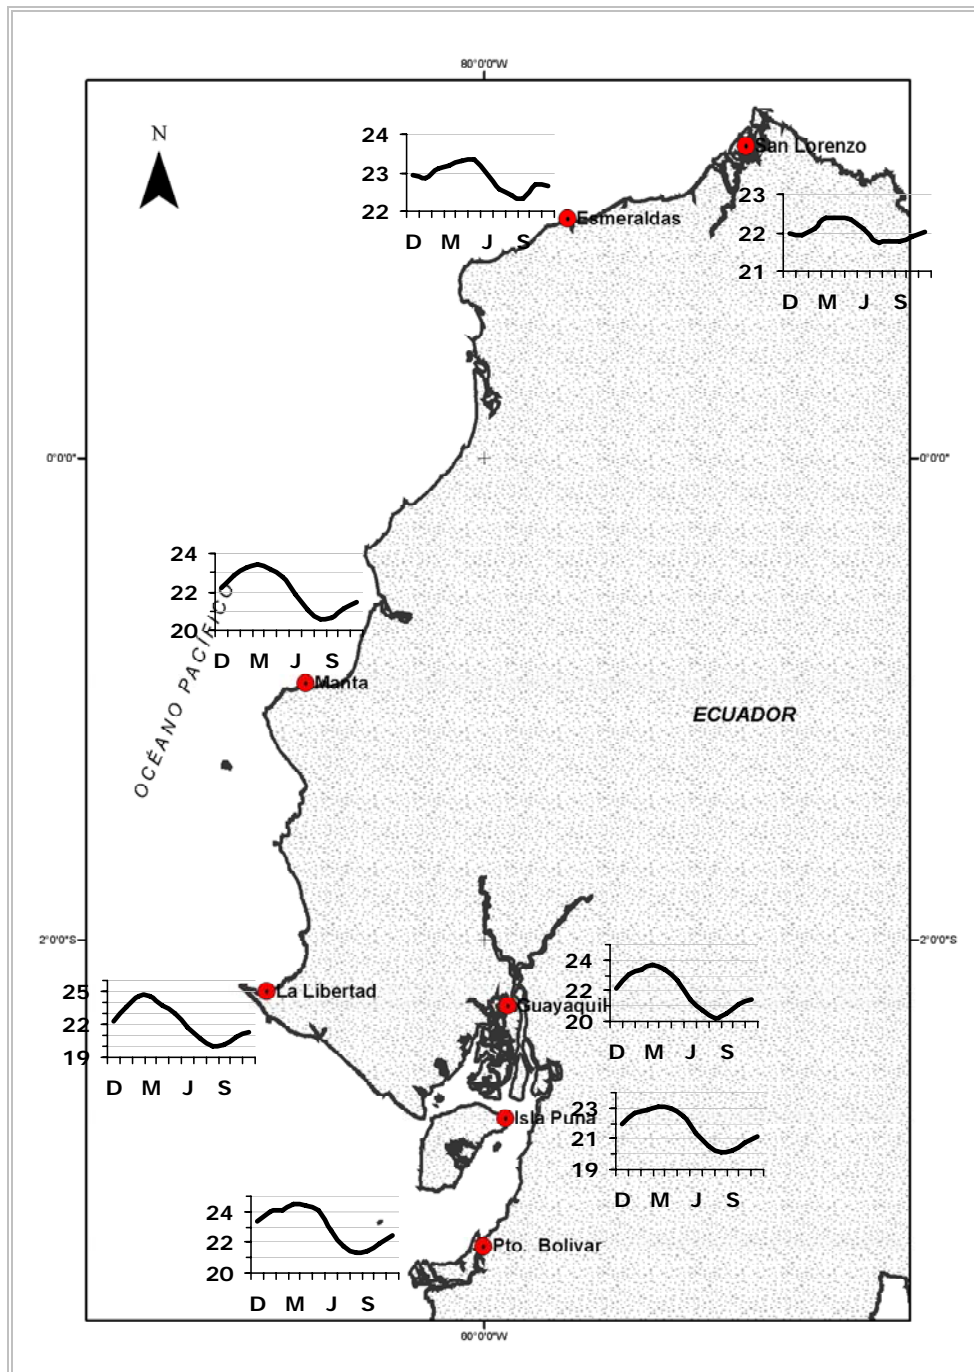 80°0'0"W
N
San Lorenzo
24
23
22
D M J S
Esmeraldas
23
22
21
D M J S
0°0'0"
0°0'0"
24
22
20
D M J S
Manta
OCÉANO PACÍFICO
ECUADOR
2°0'0"S
2°0'0"S
25
22
19
D M J S
La Libertad
24
22
20
D M J S
Guayaquil
23
21
19
D M J S
Isla Puna
24
22
20
D M J S
Pto. Bolivar
80°0'0"W